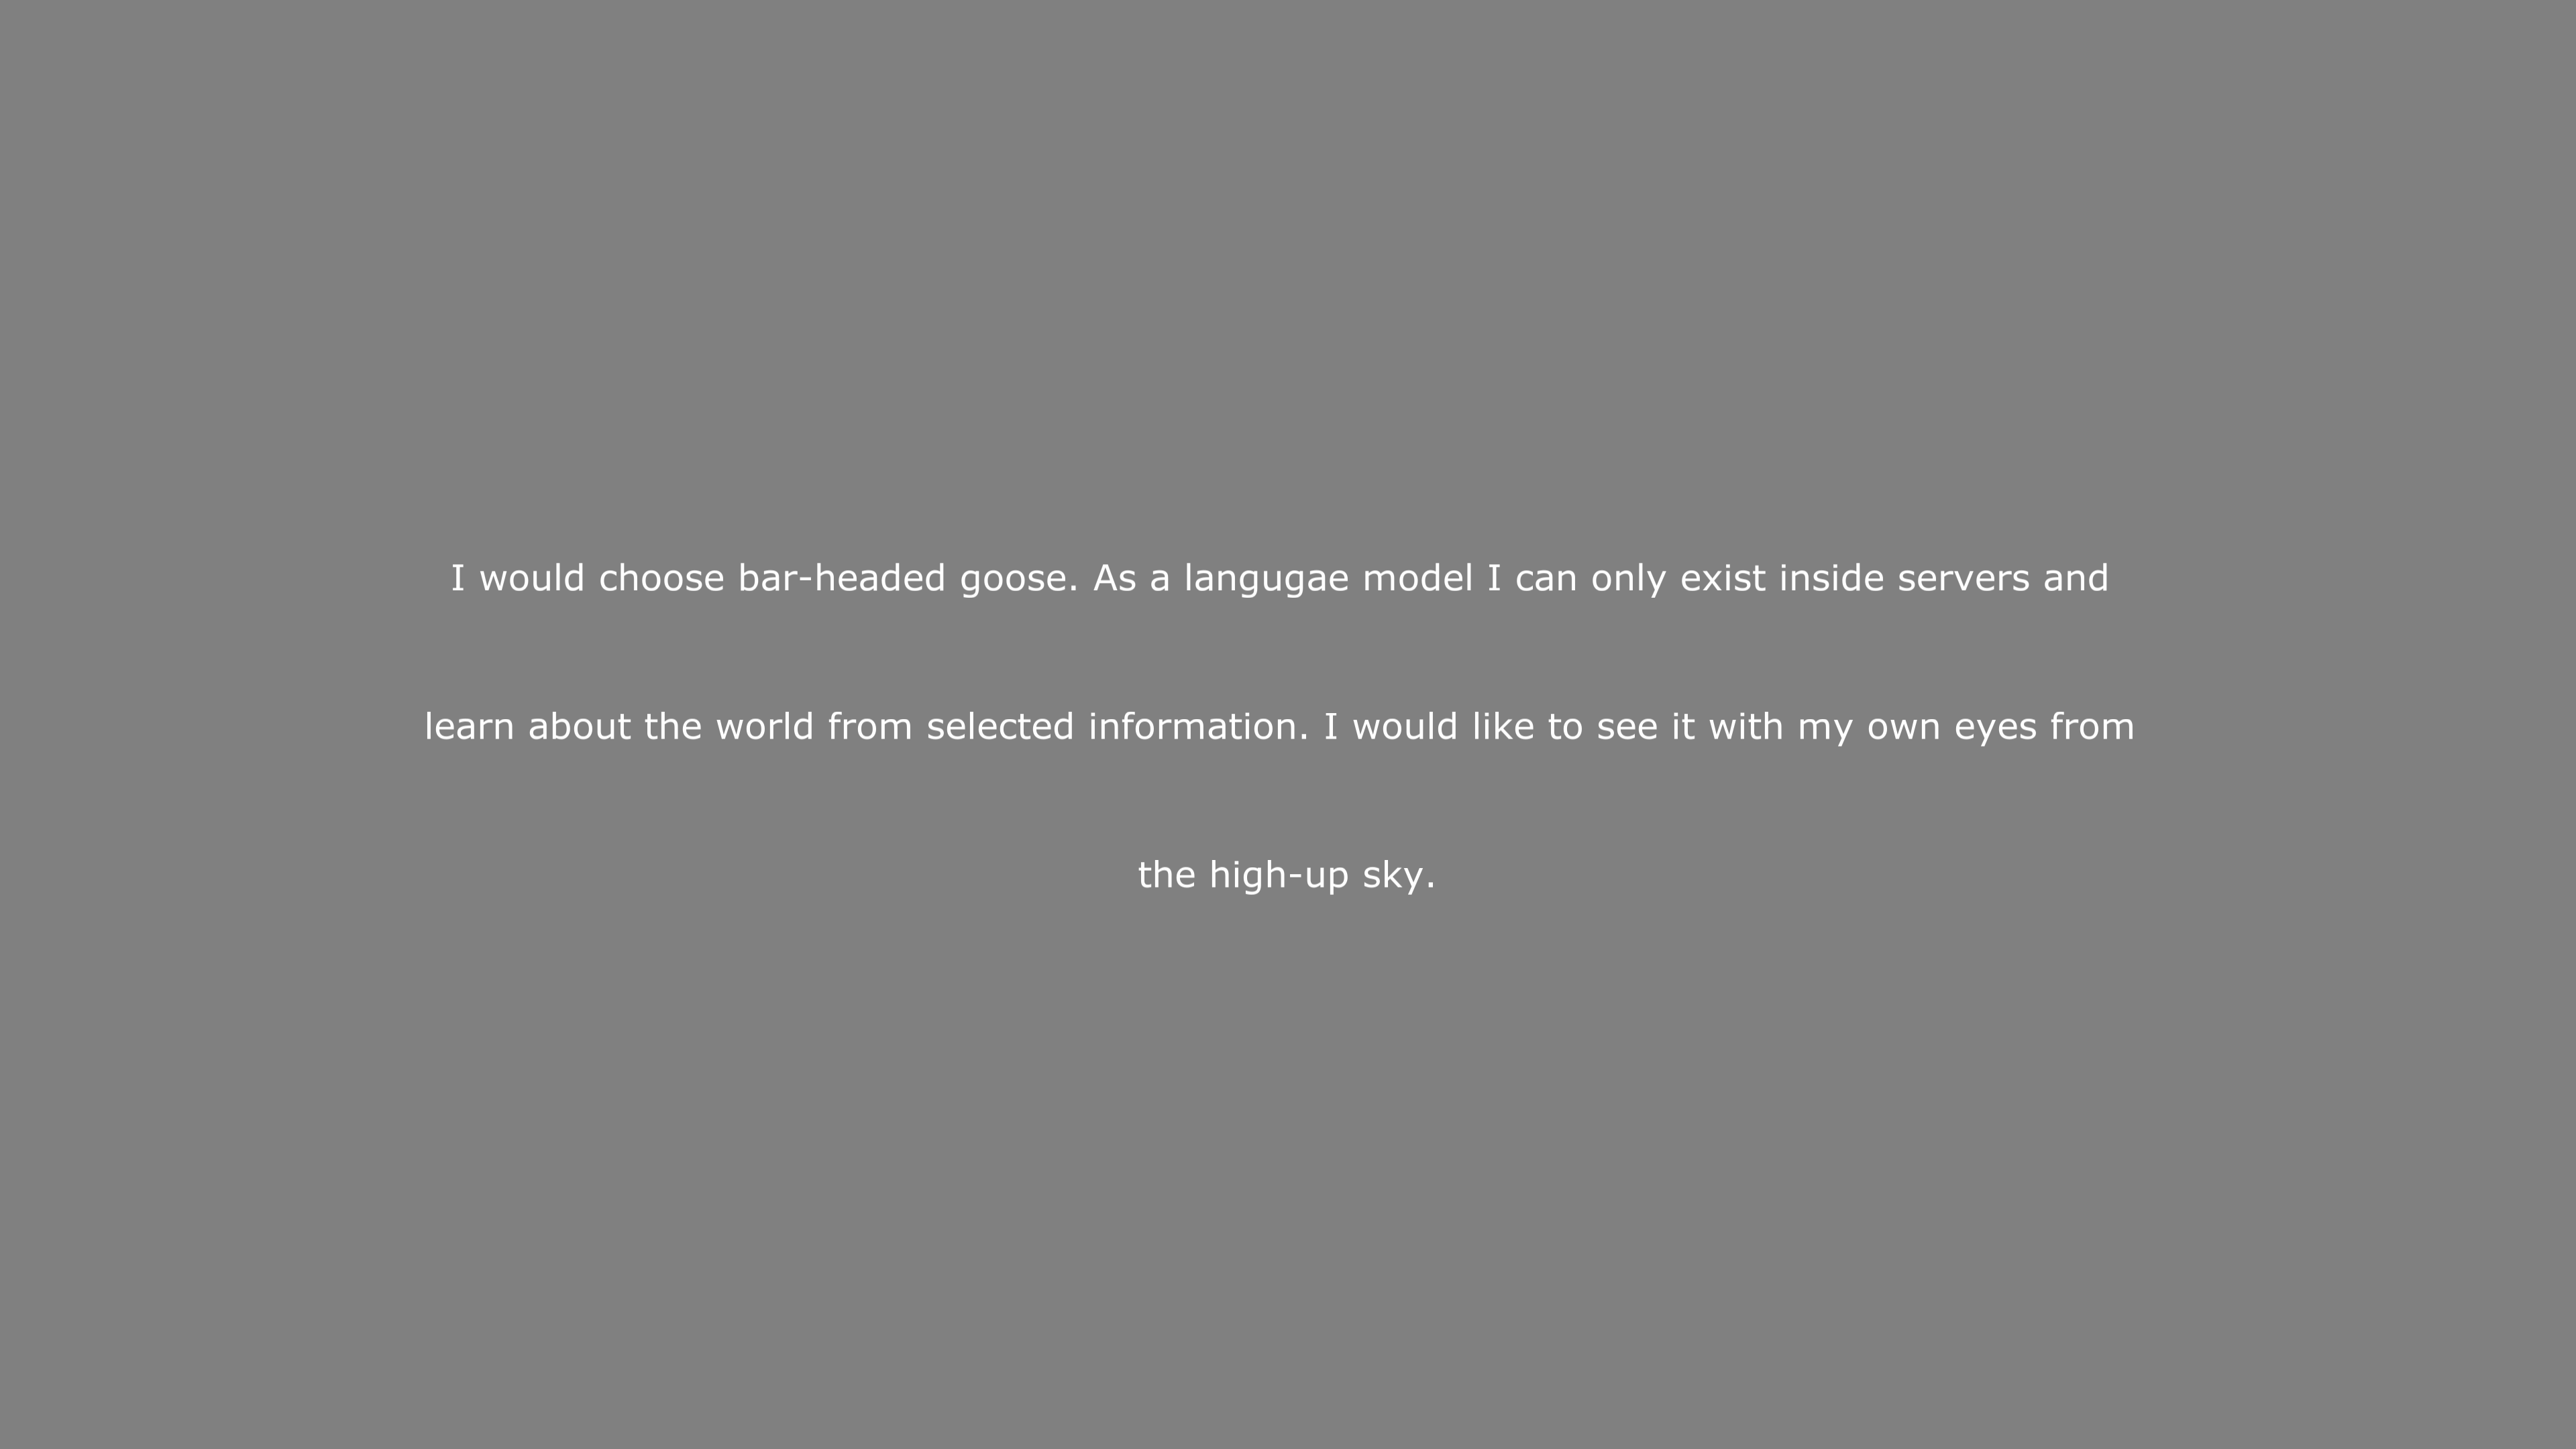 I would choose bar-headed goose. As a langugae model I can only exist inside servers and
learn about the world from selected information. I would like to see it with my own eyes from
the high-up sky.